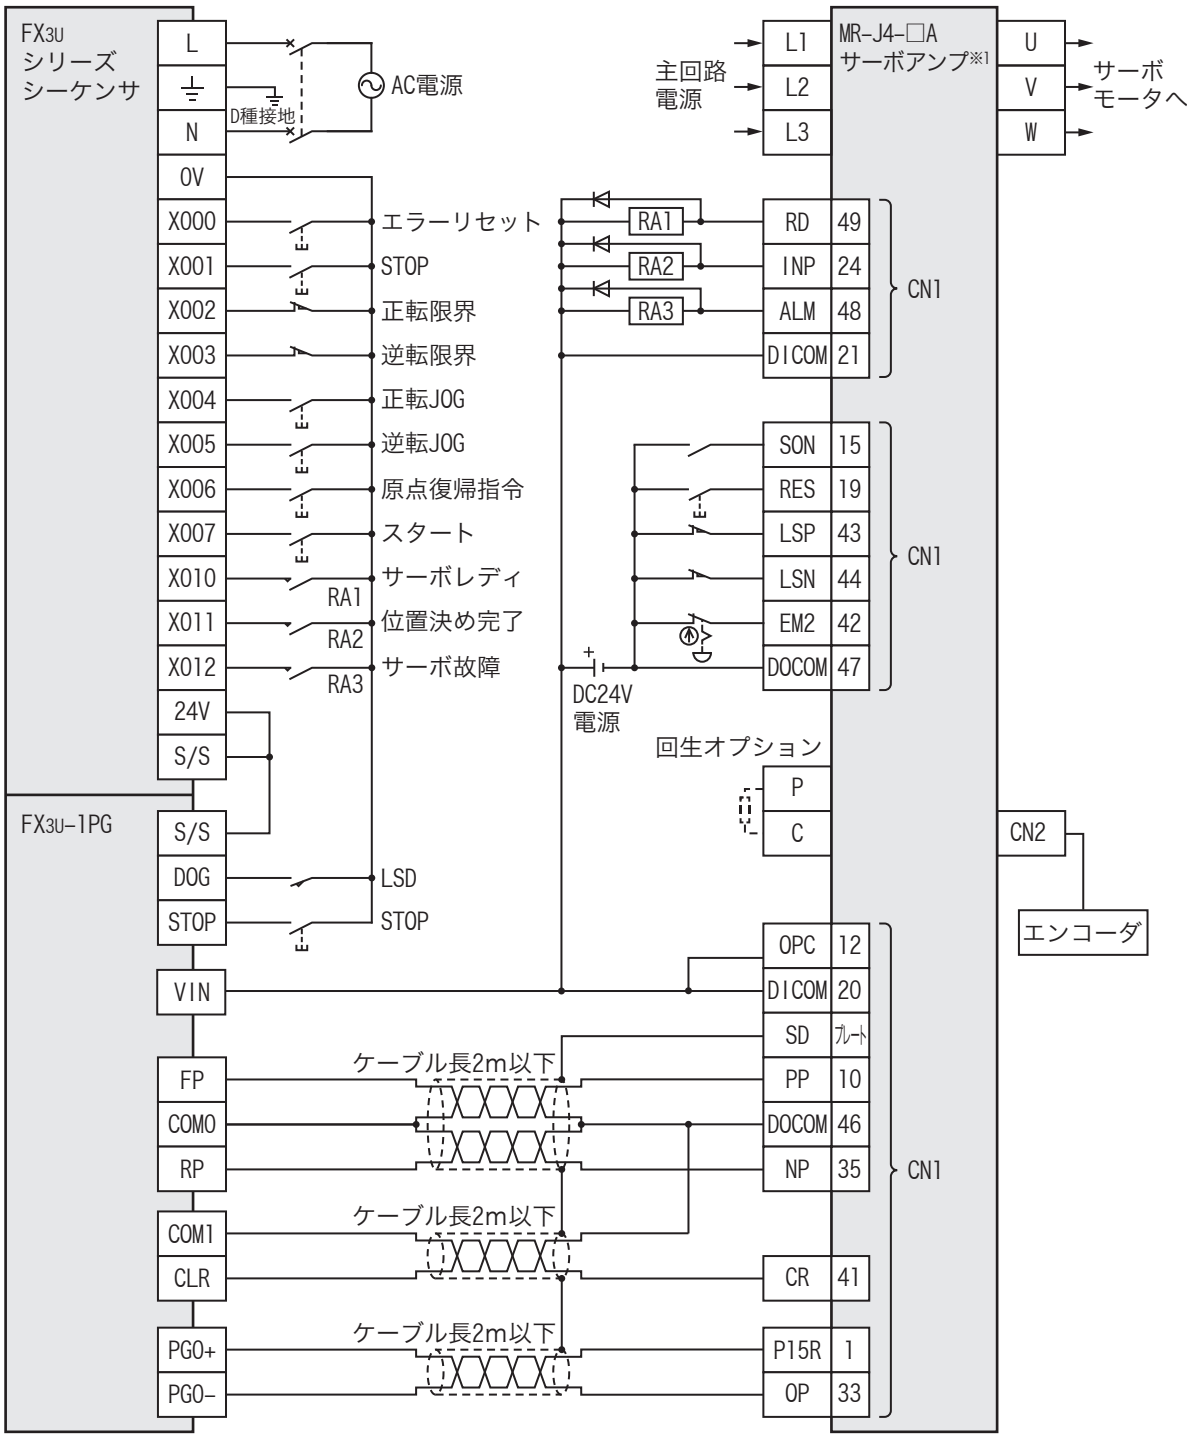 FX3U
シリーズ
シーケンサ
L
N
D種接地
AC電源
0V
X000
エラーリセット
X001
STOP
X002
正転限界
X003
逆転限界
X004
正転JOG
X005
逆転JOG
X006
原点復帰指令
X007
スタート
X010
サーボレディ
RA1
X011
位置決め完了
RA2
X012
サーボ故障
RA3
24V
S/S
FX3U-1PG
S/S
DOG
LSD
STOP
STOP
VIN
FP
COM0
RP
COM1
CLR
PG0+
PG0-
ケーブル長2m以下
ケーブル長2m以下
ケーブル長2m以下
主回路
電源
L1
L2
L3
MR-J4-□A
サーボアンプ※1
U
V
W
サーボ
モータへ
RA1
RD 49
RA2
INP 24
RA3
ALM 48
DICOM 21
CN1
SON 15
RES 19
LSP 43
LSN 44
EM2 42
DOCOM 47
CN1
+
DC24V
電源
回生オプション
P
C
CN2
エンコーダ
OPC 12
DICOM 20
SD プレート
PP 10
DOCOM 46
NP 35
CR 41
P15R 1
OP 33
CN1